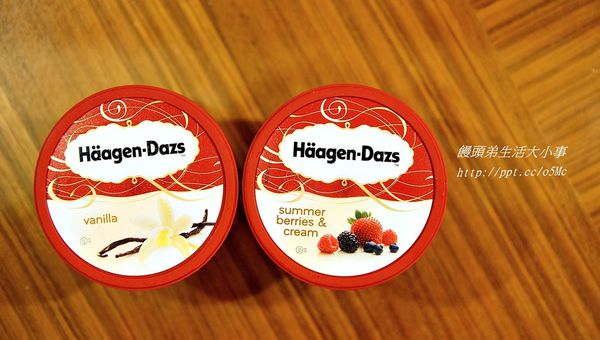 Häagen-Dazs
vanilla
Häagen-Dazs
summer
berries &
cream
饅頭弟生活大小事
http://ppt.cc/o5Mc